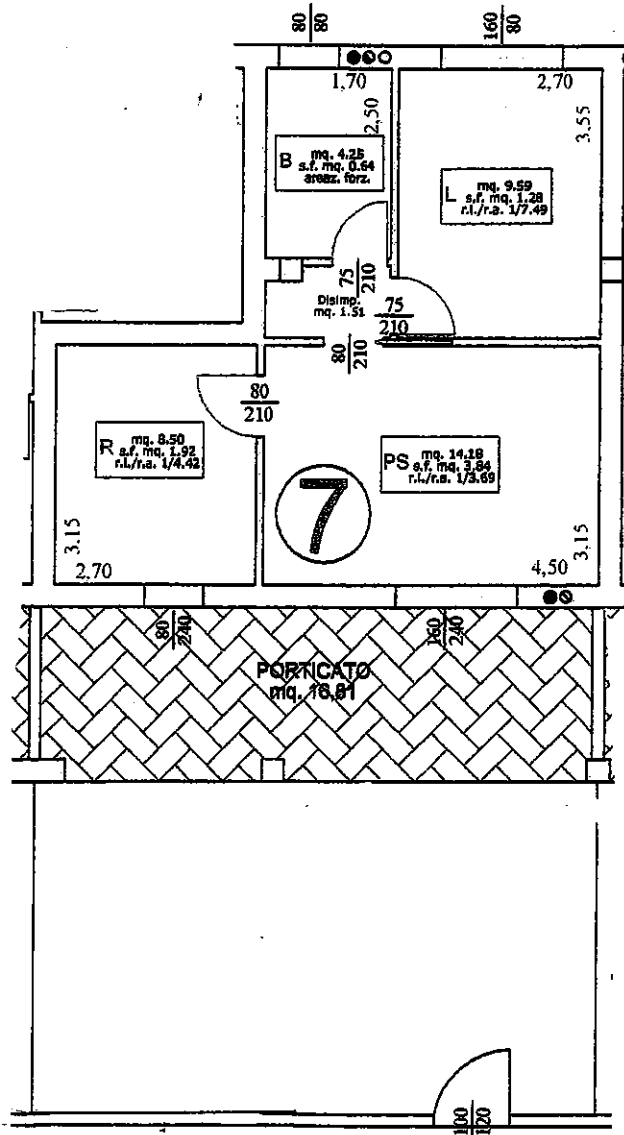 80
80
160
80
1,70
2,70
2,50
3.55
B
mq. 4.25
s.f. mq. 0.64
areaz. forz.
L
mq. 9.59
s.f. mq. 1.28
r.l./r.a. 1/7.49
75
210
Disimp.
mq. 1.51
75
210
80
210
80
210
R
mq. 8.50
s.f. mq. 1.92
r.l./r.a. 1/4.42
PS
mq. 14.18
s.f. mq. 3.84
r.l./r.a. 1/3.69
7
3.15
2.70
4,50
3.15
80
240
160
240
PORTICATO
mq. 16,81
100
120